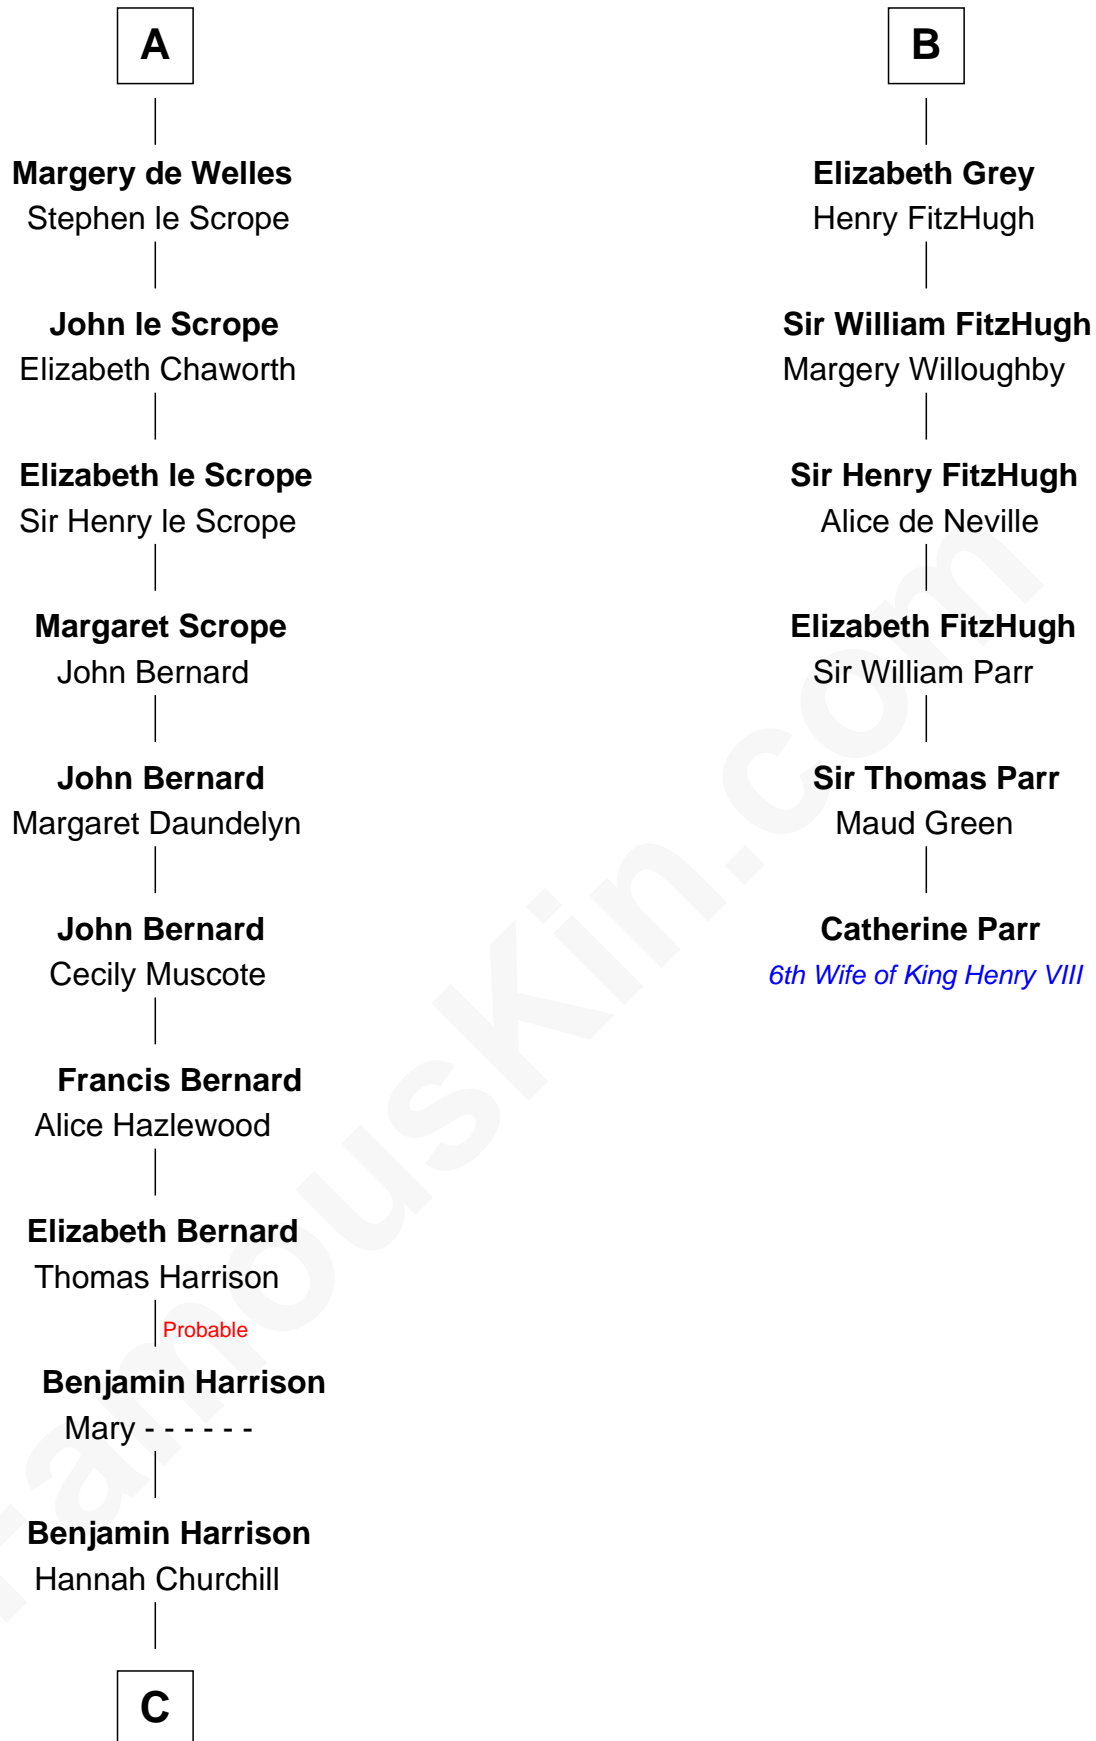 A
Margery de Welles
Stephen le Scrope
John le Scrope
Elizabeth Chaworth
Elizabeth le Scrope
Sir Henry le Scrope
Margaret Scrope
John Bernard
John Bernard
Margaret Daundelyn
John Bernard
Cecily Muscote
Francis Bernard
Alice Hazlewood
Elizabeth Bernard
Thomas Harrison
Probable
Benjamin Harrison
Mary - - - - - -
Benjamin Harrison
Hannah Churchill
C
B
Elizabeth Grey
Henry FitzHugh
Sir William FitzHugh
Margery Willoughby
Sir Henry FitzHugh
Alice de Neville
Elizabeth FitzHugh
Sir William Parr
Sir Thomas Parr
Maud Green
Catherine Parr
6th Wife of King Henry VIII
FamousKin.com